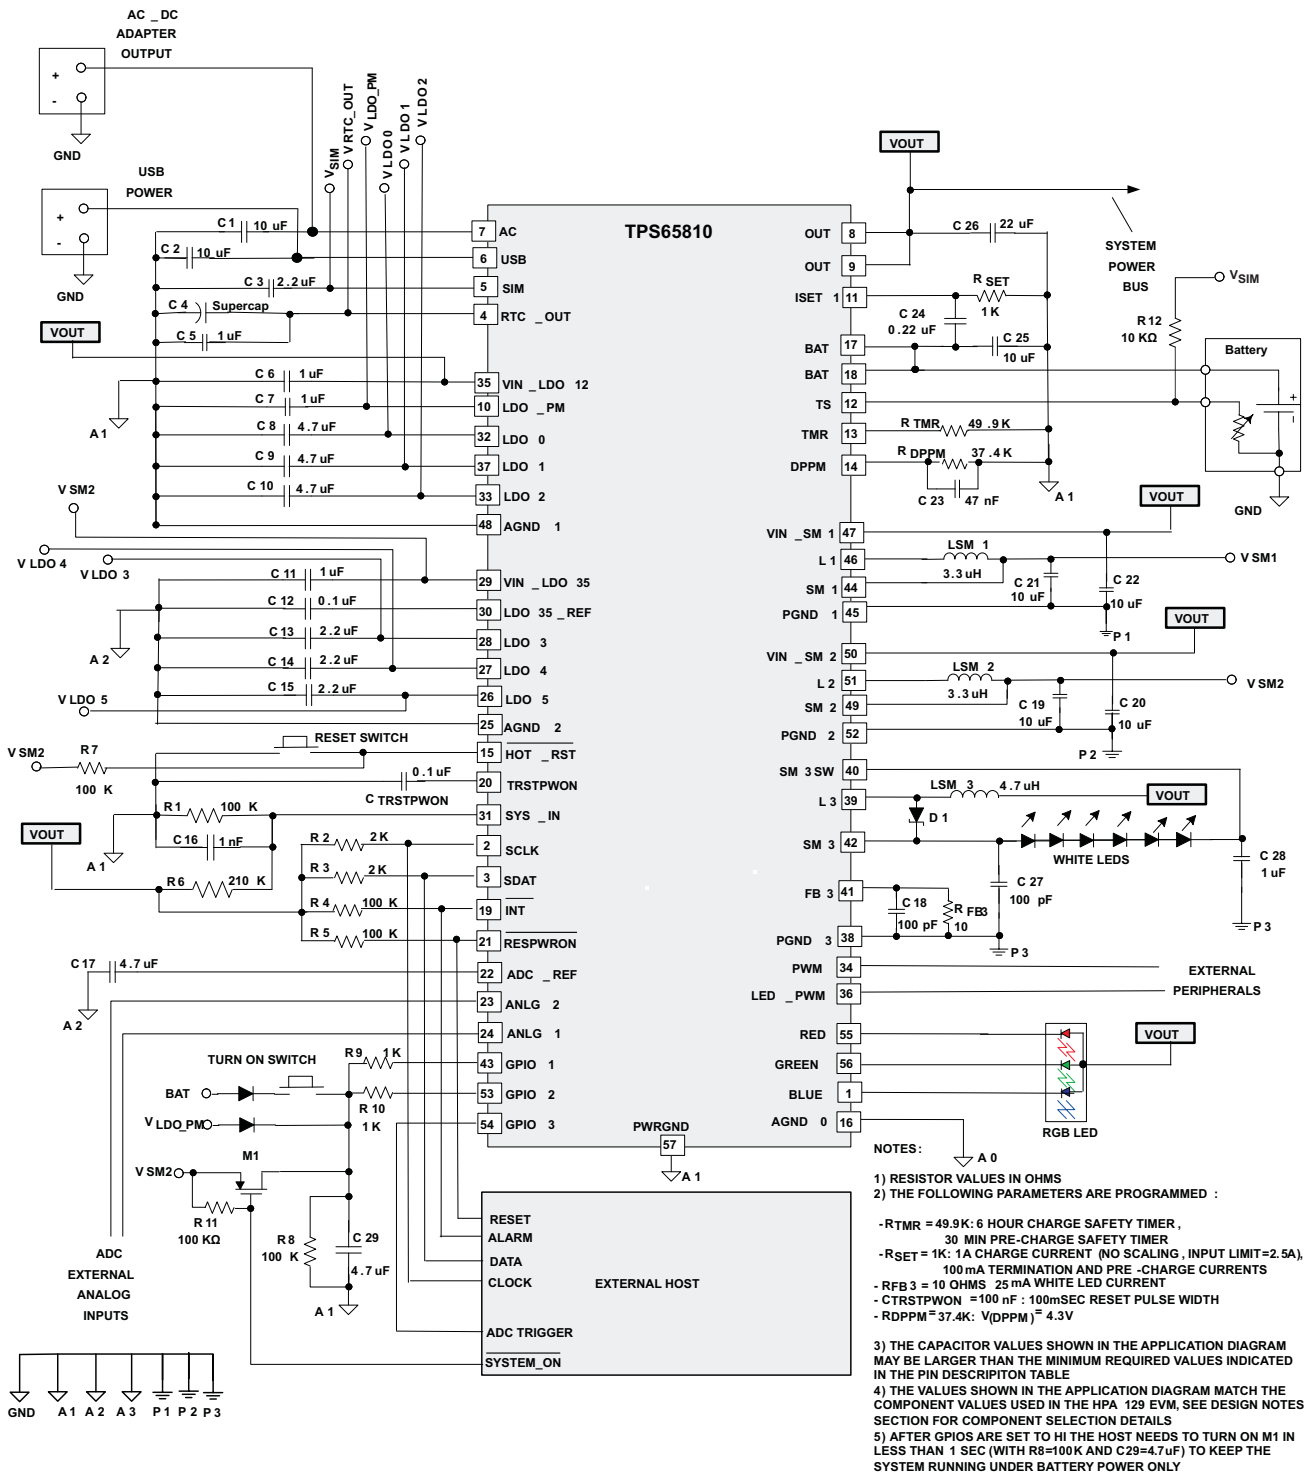 AC _ DC
ADAPTER
OUTPUT
+
-
GND
USB
POWER
+
-
GND
VSIM
V RTC_OUT
V LDO_PM
V LDO 0
V LDO 1
V LDO 2
VOUT
C 1 10 uF
C 2 10 uF
C 3 2.2 uF
C 4 Supercap
C 5 1 uF
C 6 1 uF
C 7 1 uF
C 8 4.7 uF
C 9 4.7 uF
C 10 4.7 uF
A 1
V SM2
V LDO 4
V LDO 3
C 11 1 uF
C 12 0.1 uF
C 13 2.2 uF
C 14 2.2 uF
C 15 2.2 uF
A 2
V LDO 5
RESET SWITCH
V SM2
R 7
100 K
0.1 uF
C TRSTPWON
R 1 100 K
C 16 1 nF
A 1
VOUT
R 6 210 K
R 2 2 K
R 3 2 K
R 4 100 K
R 5 100 K
C 17 4.7 uF
A 2
TURN ON SWITCH
R 9 1 K
BAT
R 10
1 K
V LDO_PM
M1
V SM2
R 11
100 KΩ
R 8
100 K
C 29
4.7 uF
A 1
ADC
EXTERNAL
ANALOG
INPUTS
GND A 1 A 2 A 3 P 1 P 2 P 3
TPS65810
7 AC
6 USB
5 SIM
4 RTC _OUT
35 VIN _LDO 12
10 LDO _PM
32 LDO 0
37 LDO 1
33 LDO 2
48 AGND 1
29 VIN _LDO 35
30 LDO 35 _REF
28 LDO 3
27 LDO 4
26 LDO 5
25 AGND 2
15 HOT _RST
20 TRSTPWON
31 SYS _IN
2 SCLK
3 SDAT
19 INT
21 RESPWRON
22 ADC _REF
23 ANLG 2
24 ANLG 1
43 GPIO 1
53 GPIO 2
54 GPIO 3
PWRGND
57
A 1
OUT 8
OUT 9
ISET 1 11
BAT 17
BAT 18
TS 12
TMR 13
DPPM 14
VIN _SM 1 47
L 1 46
SM 1 44
PGND 1 45
VIN _SM 2 50
L 2 51
SM 2 49
PGND 2 52
SM 3 SW 40
L 3 39
SM 3 42
FB 3 41
PGND 3 38
PWM 34
LED _PWM 36
RED 55
GREEN 56
BLUE 1
AGND 0 16
VOUT
C 26 22 uF
SYSTEM
POWER
BUS
R SET
1 K
C 24
0.22 uF
C 25
10 uF
VSIM
R 12
10 KΩ
Battery
+
-
GND
R TMR 49 .9 K
R DPPM 37 .4 K
C 23 47 nF
A 1
VOUT
LSM 1
3.3 uH
V SM1
C 21
10 uF
C 22
10 uF
P 1
VOUT
LSM 2
3.3 uH
V SM2
C 19
10 uF
C 20
10 uF
P 2
LSM 3 4.7 uH
VOUT
D 1
WHITE LEDS
C 28
1 uF
P 3
C 27
100 pF
C 18
100 pF
R FB3
10
P 3
EXTERNAL
PERIPHERALS
VOUT
RGB LED
A 0
RESET
ALARM
DATA
CLOCK
EXTERNAL HOST
ADC TRIGGER
SYSTEM_ON
NOTES :
1) RESISTOR VALUES IN OHMS
2) THE FOLLOWING PARAMETERS ARE PROGRAMMED :
-RTMR = 49.9K: 6 HOUR CHARGE SAFETY TIMER ,
30 MIN PRE-CHARGE SAFETY TIMER
-RSET = 1K: 1A CHARGE CURRENT (NO SCALING , INPUT LIMIT=2.5A),
100 mA TERMINATION AND PRE -CHARGE CURRENTS
- RFB 3 = 10 OHMS 25 mA WHITE LED CURRENT
- CTRSTPWON =100 nF : 100mSEC RESET PULSE WIDTH
- RDPPM = 37.4K: V(DPPM) = 4.3V
3) THE CAPACITOR VALUES SHOWN IN THE APPLICATION DIAGRAM
MAY BE LARGER THAN THE MINIMUM REQUIRED VALUES INDICATED
IN THE PIN DESCRIPITON TABLE
4) THE VALUES SHOWN IN THE APPLICATION DIAGRAM MATCH THE
COMPONENT VALUES USED IN THE HPA 129 EVM, SEE DESIGN NOTES
SECTION FOR COMPONENT SELECTION DETAILS
5) AFTER GPIOS ARE SET TO HI THE HOST NEEDS TO TURN ON M1 IN
LESS THAN 1 SEC (WITH R8=100K AND C29=4.7uF) TO KEEP THE
SYSTEM RUNNING UNDER BATTERY POWER ONLY